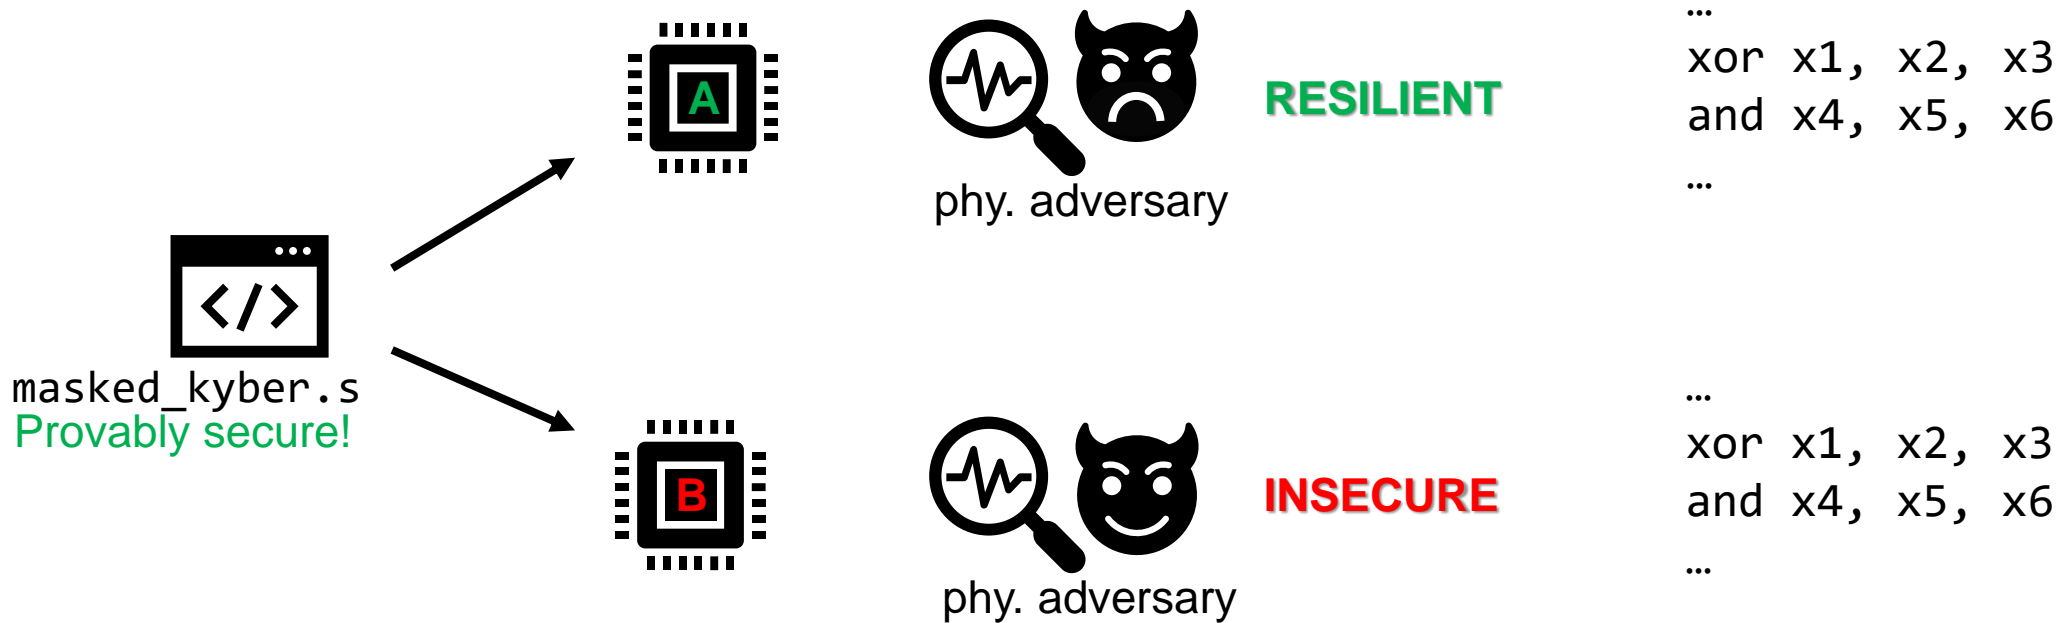 masked_kyber.s
Provably secure!
A
phy. adversary
RESILIENT
…
xor x1, x2, x3
and x4, x5, x6
…
B
phy. adversary
INSECURE
…
xor x1, x2, x3
and x4, x5, x6
…